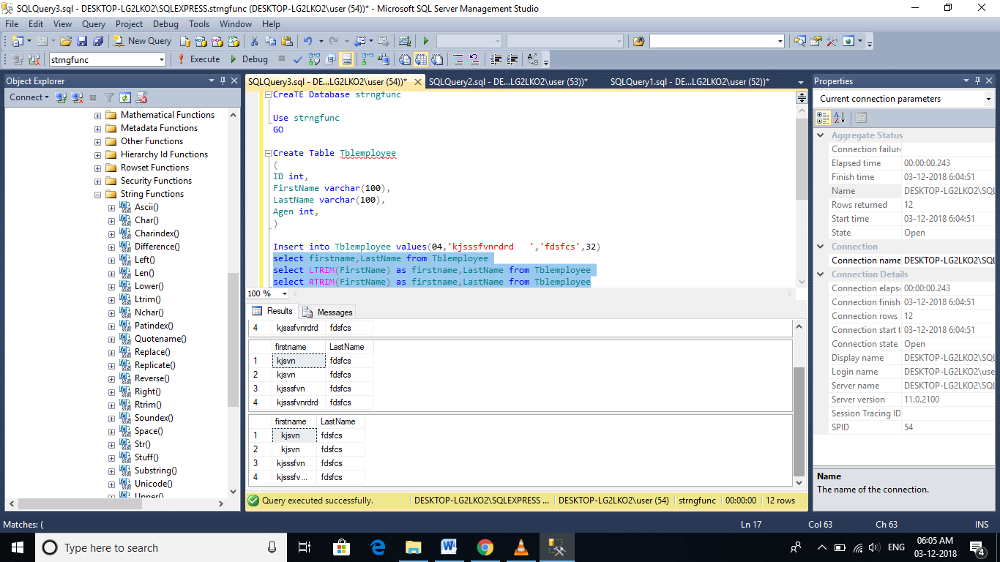 SQLQuery3.sql - DESKTOP-LG2LKO2\SQLEXPRESS.strngfunc (DESKTOP-LG2LKO2\user (54))* - Microsoft SQL Server Management Studio
File Edit View Query Project Debug Tools Window Help
New Query
strngfunc Execute Debug
Object Explorer
Connect
Mathematical Functions
Metadata Functions
Other Functions
Hierarchy Id Functions
Rowset Functions
Security Functions
String Functions
Ascii()
Char()
Charindex()
Difference()
Left()
Len()
Lower()
Ltrim()
Nchar()
Patindex()
Quotename()
Replace()
Replicate()
Reverse()
Right()
Rtrim()
Soundex()
Space()
Str()
Stuff()
Substring()
Unicode()
Upper()
SQLQuery3.sql - DE...LG2LKO2\user (54))* SQLQuery2.sql - DE...LG2LKO2\user (53))* SQLQuery1.sql - DE...LG2LKO2\user (52))*
CreaTE Database strngfunc
Use strngfunc
GO
Create Table Tblemployee
(
ID int,
FirstName varchar(100),
LastName varchar(100),
Agen int,
)
Insert into Tblemployee values(04,'kjsssfvnrdrd   ','fdsfcs',32)
select firstname,LastName from Tblemployee
select LTRIM(FirstName) as firstname,LastName from Tblemployee
select RTRIM(FirstName) as firstname,LastName from Tblemployee
100 %
Results Messages
4 kjsssfvnrdrd fdsfcs
firstname LastName
1 kjsvn fdsfcs
2 kjsvn fdsfcs
3 kjsssfvn fdsfcs
4 kjsssfvnrdrd fdsfcs
firstname LastName
1 kjsvn fdsfcs
2 kjsvn fdsfcs
3 kjsssfvn fdsfcs
4 kjsssfv... fdsfcs
Query executed successfully. DESKTOP-LG2LKO2\SQLEXPRESS ... DESKTOP-LG2LKO2\user (54) strngfunc 00:00:00 12 rows
Properties
Current connection parameters
Aggregate Status
Connection failure
Elapsed time 00:00:00.243
Finish time 03-12-2018 6:04:51
Name DESKTOP-LG2LKO2\SQL
Rows returned 12
Start time 03-12-2018 6:04:51
State Open
Connection
Connection name DESKTOP-LG2LKO2\SQL
Connection Details
Connection elapse 00:00:00.243
Connection finish 03-12-2018 6:04:51
Connection rows 12
Connection start t 03-12-2018 6:04:51
Connection state Open
Display name DESKTOP-LG2LKO2\SQL
Login name DESKTOP-LG2LKO2\use
Server name DESKTOP-LG2LKO2\SQL
Server version 11.0.2100
Session Tracing ID
SPID 54
Name
The name of the connection.
Matches: ( Ln 17 Col 63 Ch 63 INS
Type here to search
ENG
06:05 AM
03-12-2018
4